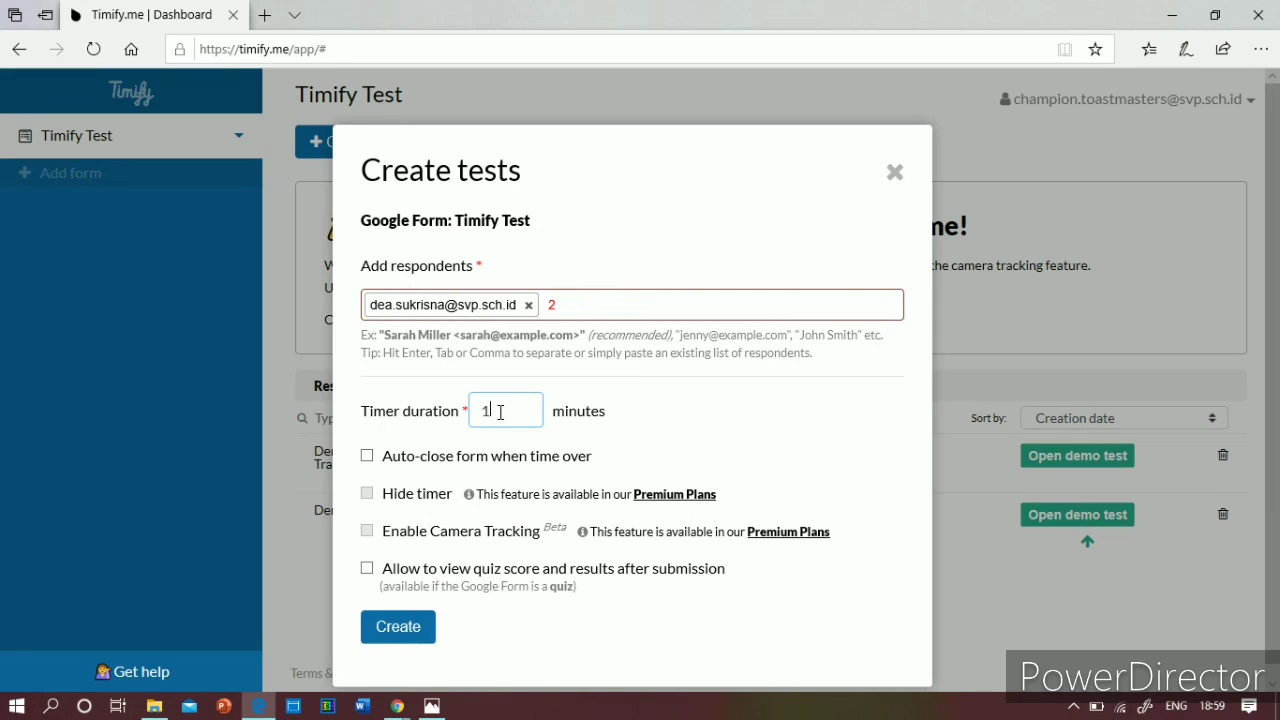 Timify.me | Dashboard
https://timify.me/app/#
Timify
Timify Test
champion.toastmasters@svp.sch.id
Timify Test
Add form
Create tests
Google Form: Timify Test
me!
Add respondents *
the camera tracking feature.
dea.sukrisna@svp.sch.id 2
Ex: "Sarah Miller <sarah@example.com>" (recommended), "jenny@example.com", "John Smith" etc.
Tip: Hit Enter, Tab or Comma to separate or simply paste an existing list of respondents.
Timer duration * 1 minutes
Sort by: Creation date
Auto-close form when time over
Open demo test
Hide timer This feature is available in our Premium Plans
Open demo test
Enable Camera Tracking Beta This feature is available in our Premium Plans
Allow to view quiz score and results after submission
(available if the Google Form is a quiz)
Create
Get help
Terms &
PowerDirector
18:59